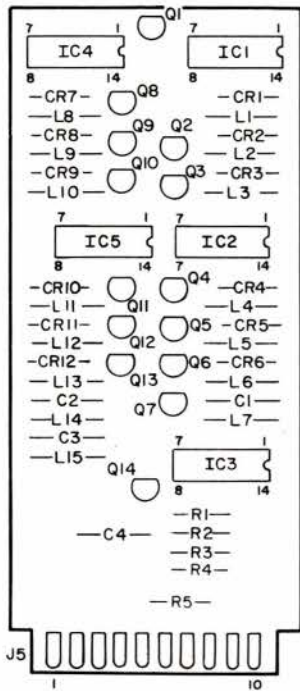 Q1
7 1 7 1
IC4 IC1
8 14 8 14
CR7 Q8 CR1
L8 L1
CR8 Q9 Q2 CR2
L9 L2
CR9 Q10 Q3 CR3
L10 L3
7 1 7 1
IC5 IC2
8 14 7 14
CR10 Q4 CR4
L11 Q11 L4
CR11 Q5 CR5
L12 Q12 L5
CR12 Q6 CR6
L13 Q13 L6
C2 Q7 C1
L14 L7
C3 7 1
L15 IC3
Q14 8 14
R1
C4 R2
R3
R4
R5
J5
1 10